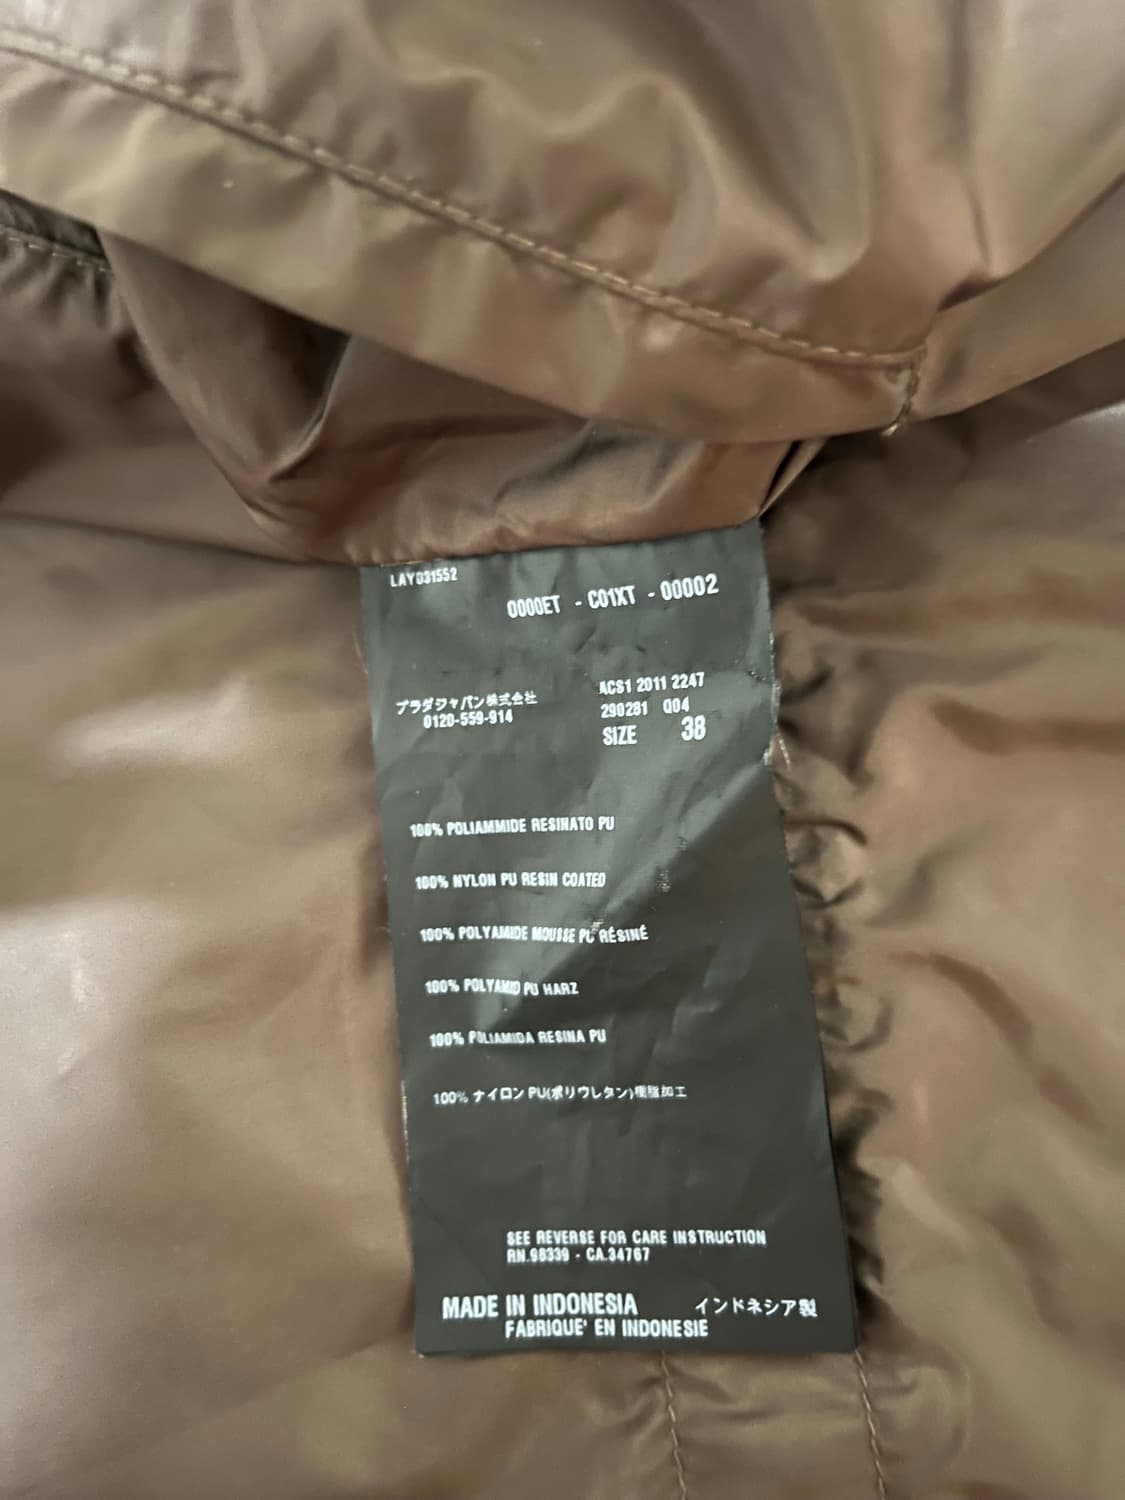 LAY031552
0000ET - C01XT - 00002
プラダジャパン株式会社
0120-559-914
ACS1 2011 2247
290281 Q04
SIZE 38
100% POLIAMMIDE RESINATO PU
100% NYLON PU RESIN COATED
100% POLYAMIDE MOUSSE PU RÉSINÉ
100% POLYAMID PU HARZ
100% POLIAMIDA RESINA PU
100% ナイロン PU(ポリウレタン)樹脂加工
SEE REVERSE FOR CARE INSTRUCTION
RN.98339 - CA.34767
MADE IN INDONESIA インドネシア製
FABRIQUE' EN INDONESIE